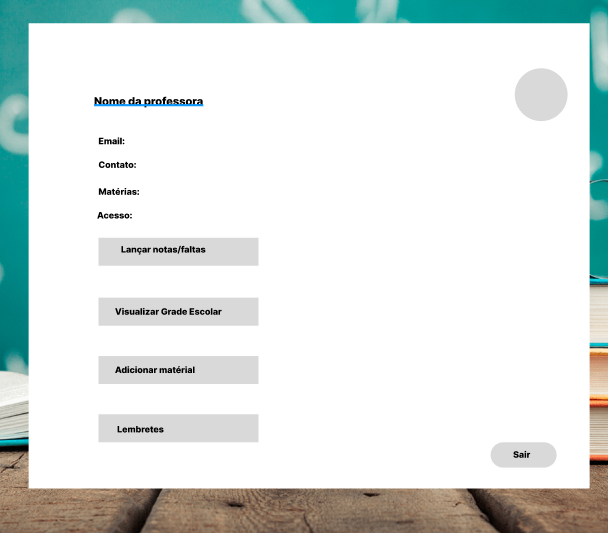 Nome da professora
Email:
Contato:
Matérias:
Acesso:
Lançar notas/faltas
Visualizar Grade Escolar
Adicionar matérial
Lembretes
Sair